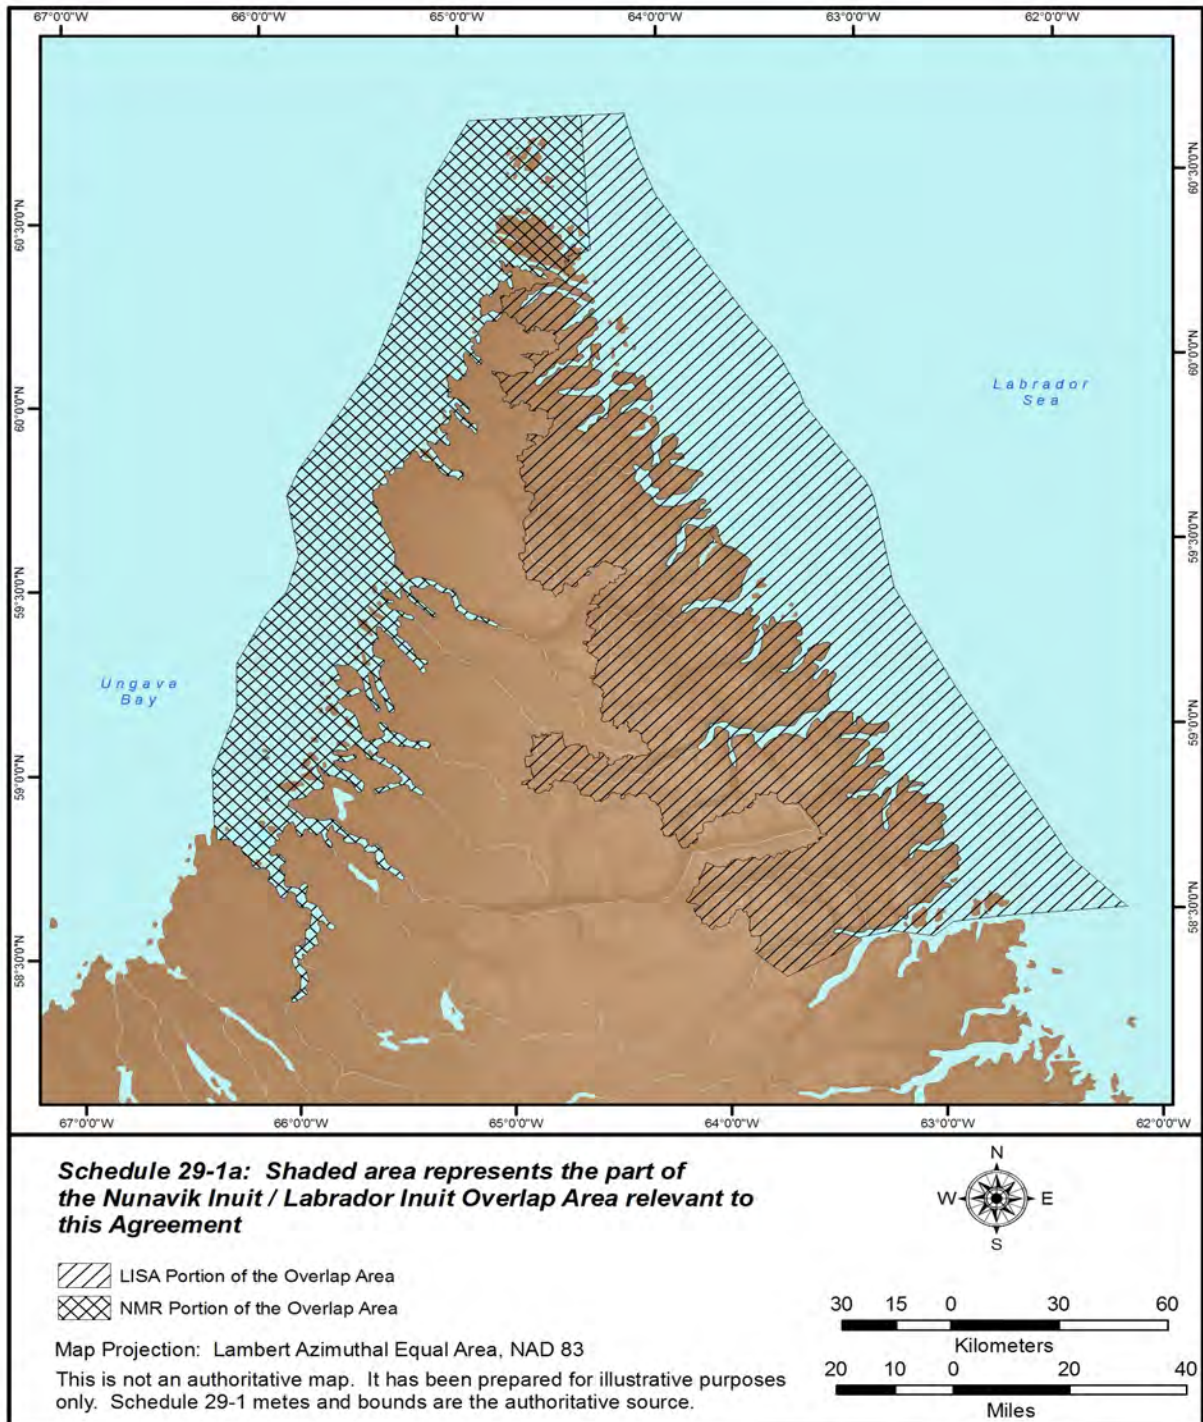 67°0'0"W 66°0'0"W 65°0'0"W 64°0'0"W 63°0'0"W 62°0'0"W
60°30'0"N
60°30'0"N
60°0'0"N
Labrador
Sea
60°0'0"N
59°30'0"N
59°30'0"N
Ungava
Bay
59°0'0"N
59°0'0"N
58°30'0"N
58°30'0"N
67°0'0"W 66°0'0"W 65°0'0"W 64°0'0"W 63°0'0"W 62°0'0"W
Schedule 29-1a: Shaded area represents the part of
the Nunavik Inuit / Labrador Inuit Overlap Area relevant to
this Agreement
N
W E
S
LISA Portion of the Overlap Area
NMR Portion of the Overlap Area
30 15 0 30 60
Kilometers
Map Projection: Lambert Azimuthal Equal Area, NAD 83
20 10 0 20 40
Miles
This is not an authoritative map. It has been prepared for illustrative purposes
only. Schedule 29-1 metes and bounds are the authoritative source.